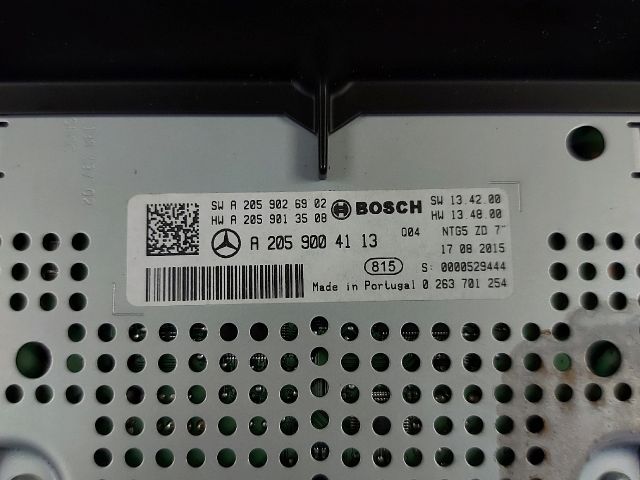 SW A 205 902 69 02
HW A 205 901 35 08
BOSCH
SW 13.42.00
HW 13.48.00
A 205 900 41 13
004
NTG5 ZD 7"
17 08 2015
815
S: 0000529444
Made in Portugal 0 263 701 254